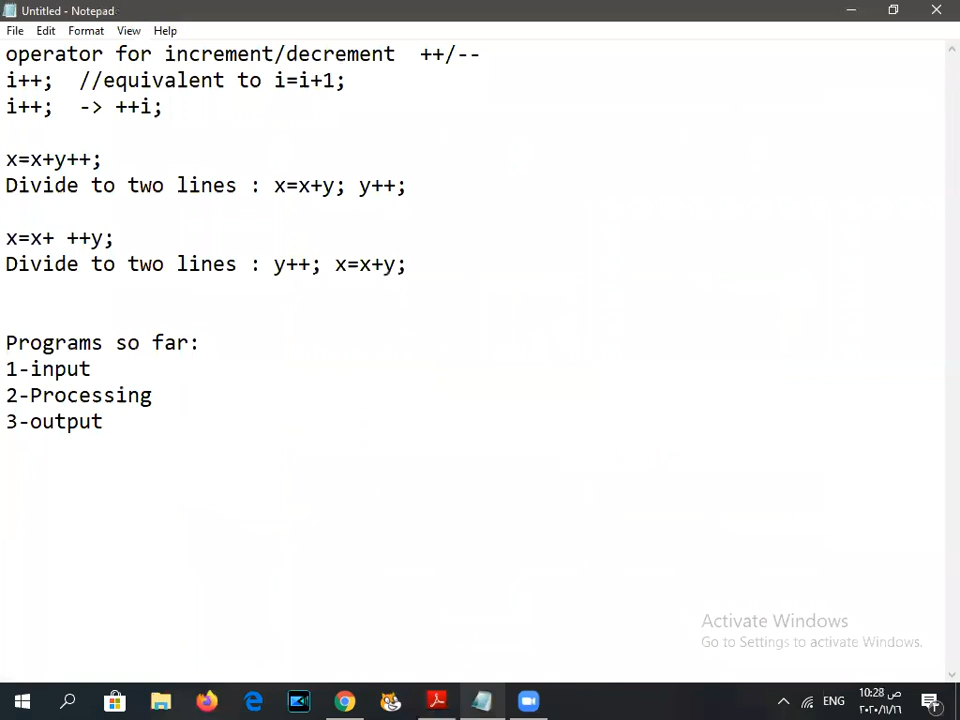 Untitled - Notepad
File Edit Format View Help
operator for increment/decrement  ++/--
i++;  //equivalent to i=i+1;
i++;  -> ++i;
x=x+y++;
Divide to two lines : x=x+y; y++;
x=x+ ++y;
Divide to two lines : y++; x=x+y;
Programs so far:
1-input
2-Processing
3-output
Activate Windows
Go to Settings to activate Windows.
ENG
10:28 ص
٢٠٢٠/١١/١٦